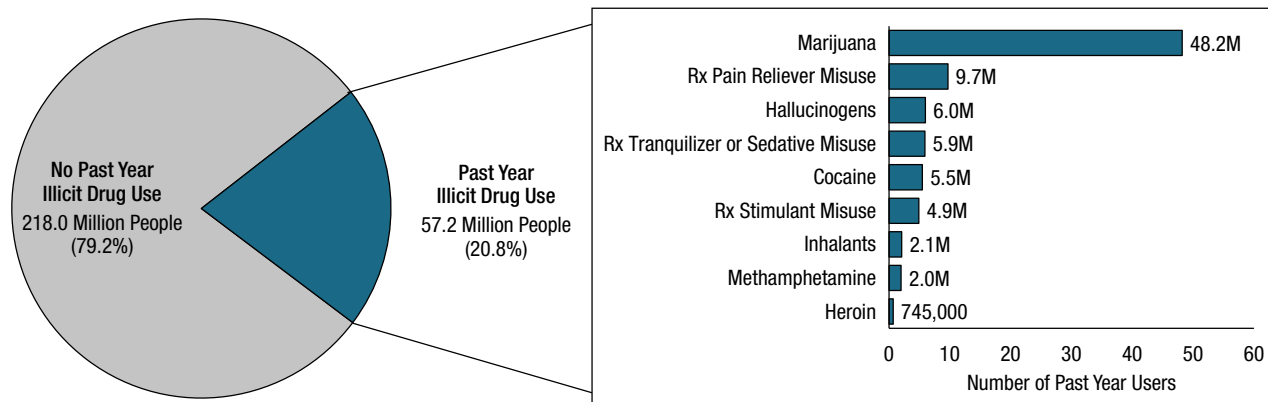 No Past Year
Illicit Drug Use
218.0 Million People
(79.2%)
Past Year
Illicit Drug Use
57.2 Million People
(20.8%)
Marijuana 48.2M
Rx Pain Reliever Misuse 9.7M
Hallucinogens 6.0M
Rx Tranquilizer or Sedative Misuse 5.9M
Cocaine 5.5M
Rx Stimulant Misuse 4.9M
Inhalants 2.1M
Methamphetamine 2.0M
Heroin 745,000
0 10 20 30 40 50 60
Number of Past Year Users